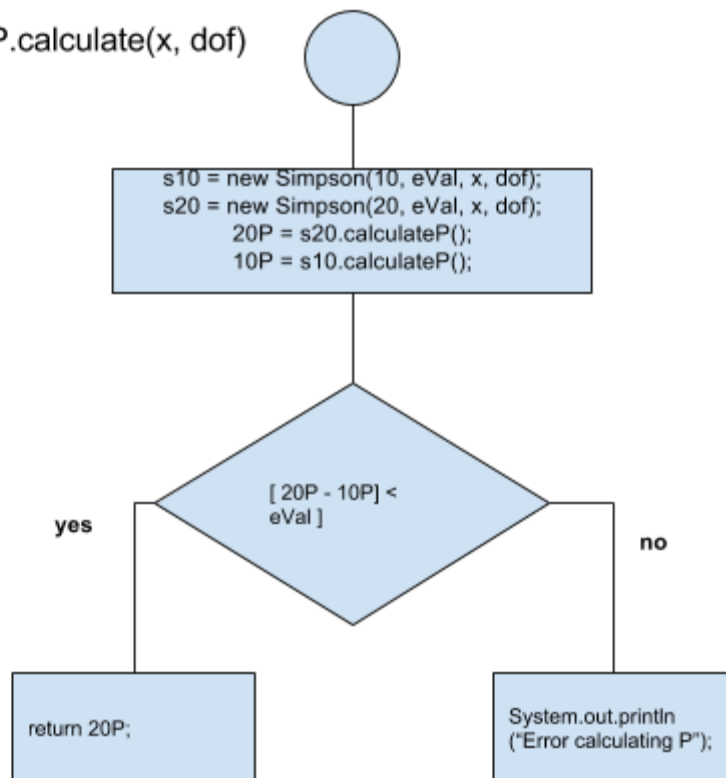 P.calculate(x, dof)
s10 = new Simpson(10, eVal, x, dof);
s20 = new Simpson(20, eVal, x, dof);
20P = s20.calculateP();
10P = s10.calculateP();
[ 20P - 10P] <
eVal ]
yes
no
return 20P;
System.out.println
(“Error calculating P”);